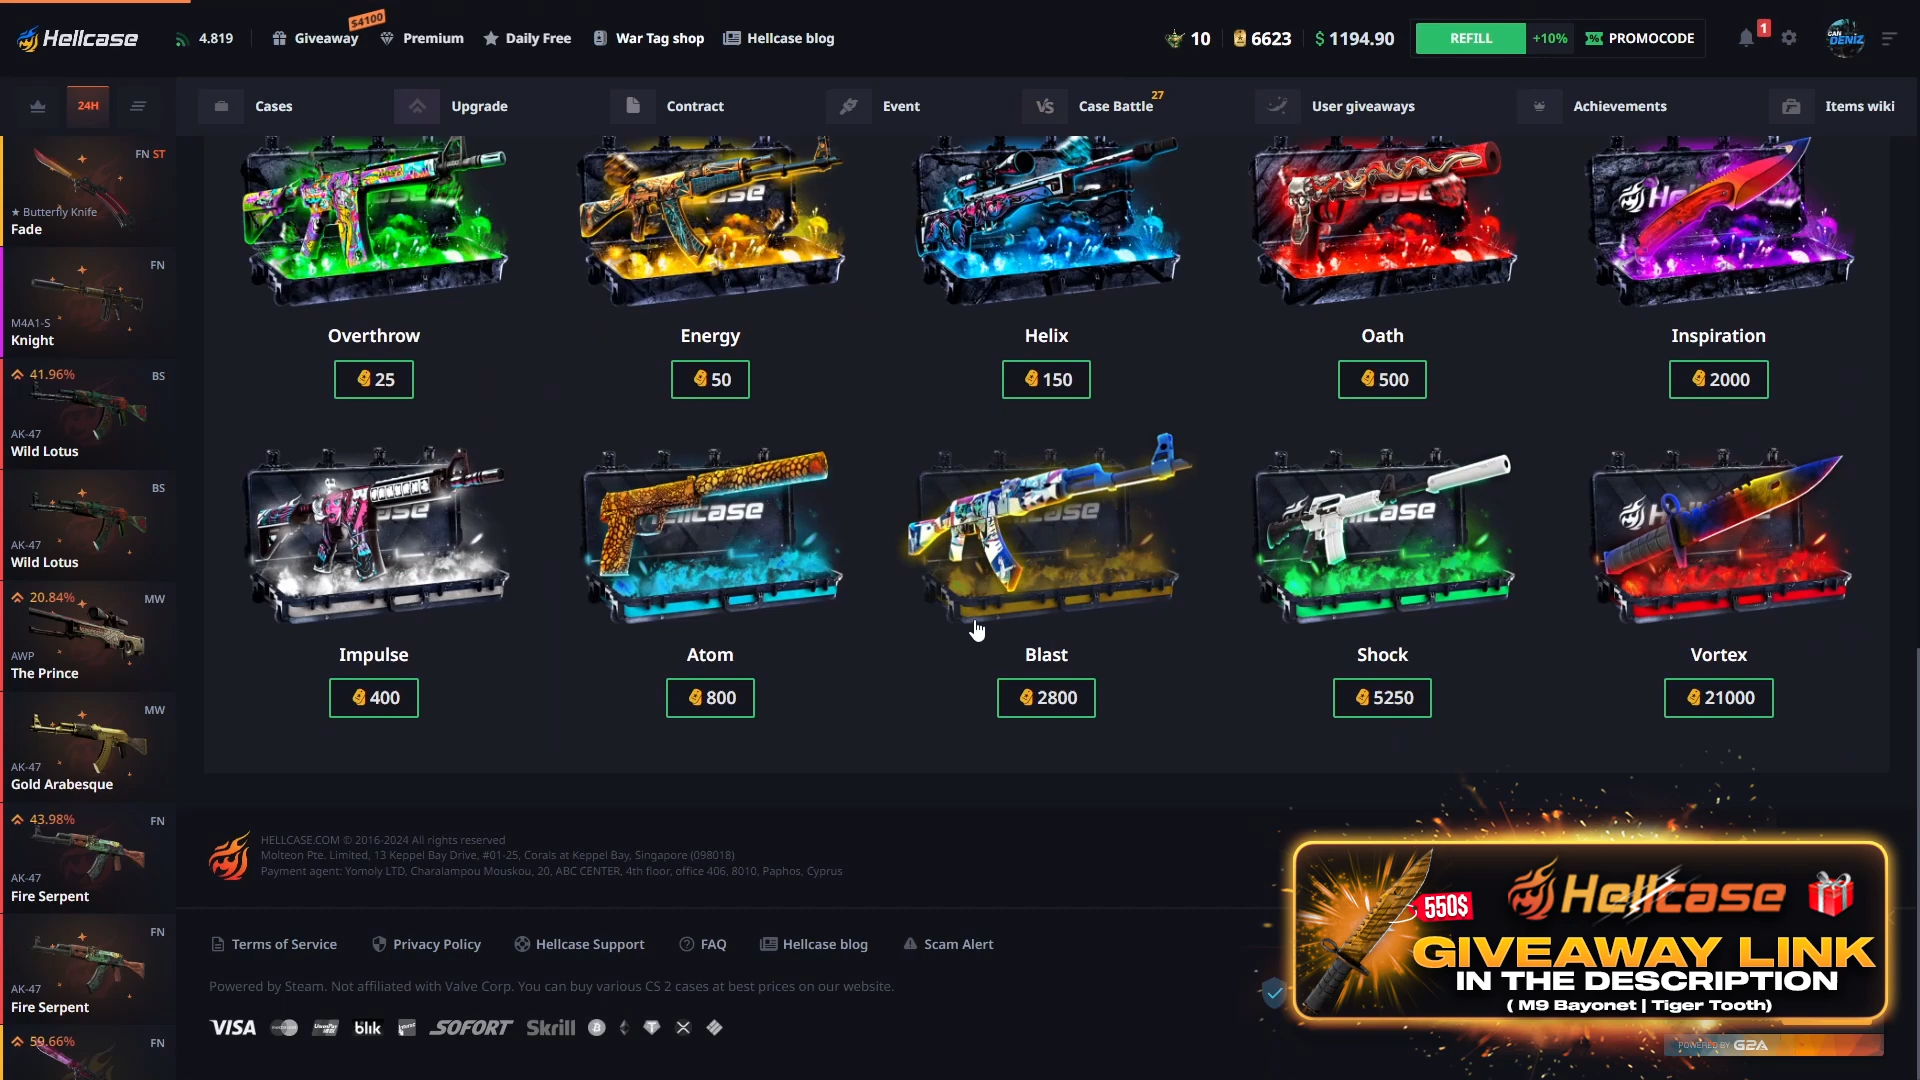 Hellcase
4.819
Giveaway
$4100
Premium
Daily Free
War Tag shop
Hellcase blog
10
6623
$ 1194.90
REFILL
+10%
PROMOCODE
1
CAN
DENİZ
24H
Cases
Upgrade
Contract
Event
VS
Case Battle
27
User giveaways
Achievements
Items wiki
FN ST
★ Butterfly Knife
Fade
FN
M4A1-S
Knight
41.96%
BS
AK-47
Wild Lotus
BS
AK-47
Wild Lotus
20.84%
MW
AWP
The Prince
MW
AK-47
Gold Arabesque
43.98%
FN
AK-47
Fire Serpent
FN
AK-47
Fire Serpent
59.66%
FN
Overthrow
25
Energy
50
Helix
150
Oath
500
Inspiration
2000
Impulse
400
Atom
800
Blast
2800
Shock
5250
Vortex
21000
HELLCASE.COM © 2016-2024 All rights reserved
Molteon Pte. Limited, 13 Keppel Bay Drive, #01-25, Corals at Keppel Bay, Singapore (098018)
Payment agent: Yomoly LTD, Charalampou Mouskou, 20, ABC CENTER, 4th floor, office 406, 8010, Paphos, Cyprus
Terms of Service
Privacy Policy
Hellcase Support
FAQ
Hellcase blog
Scam Alert
Powered by Steam. Not affiliated with Valve Corp. You can buy various CS 2 cases at best prices on our website.
VISA
blik
SOFORT
Skrill
550$
Hellcase
GIVEAWAY LINK
IN THE DESCRIPTION
( M9 Bayonet | Tiger Tooth)
POWERED BY G2A